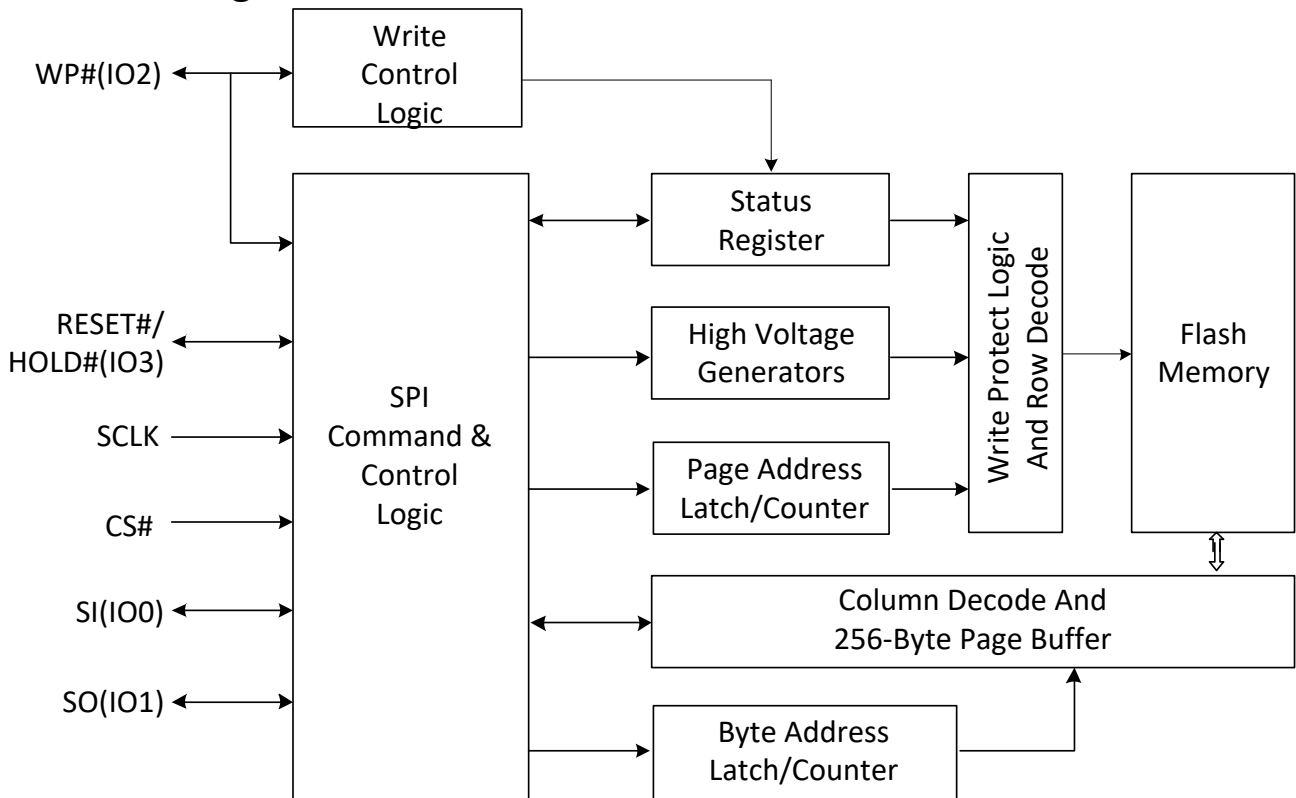 WP#(IO2)
Write
Control
Logic
RESET#/
HOLD#(IO3)
SCLK
CS#
SI(IO0)
SO(IO1)
SPI
Command &
Control
Logic
Status
Register
High Voltage
Generators
Page Address
Latch/Counter
Write Protect Logic
And Row Decode
Flash
Memory
Column Decode And
256-Byte Page Buffer
Byte Address
Latch/Counter